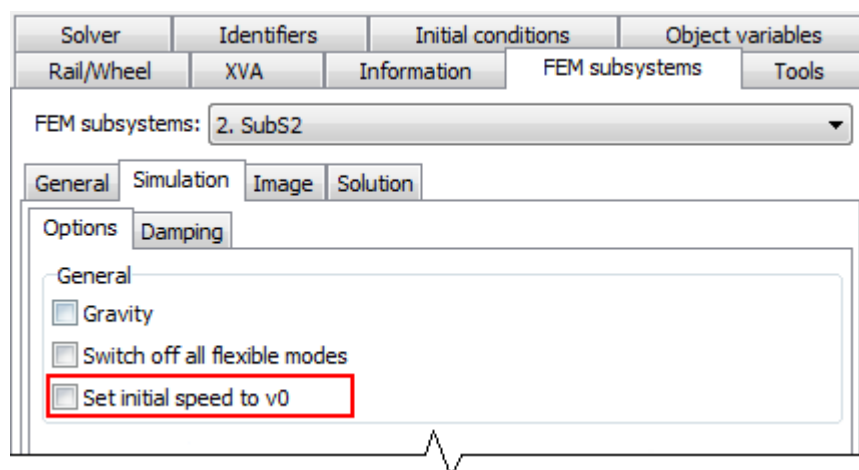 Solver Identifiers Initial conditions Object variables
Rail/Wheel XVA Information FEM subsystems Tools
FEM subsystems: 2. SubS2
General Simulation Image Solution
Options Damping
General
Gravity
Switch off all flexible modes
Set initial speed to v0